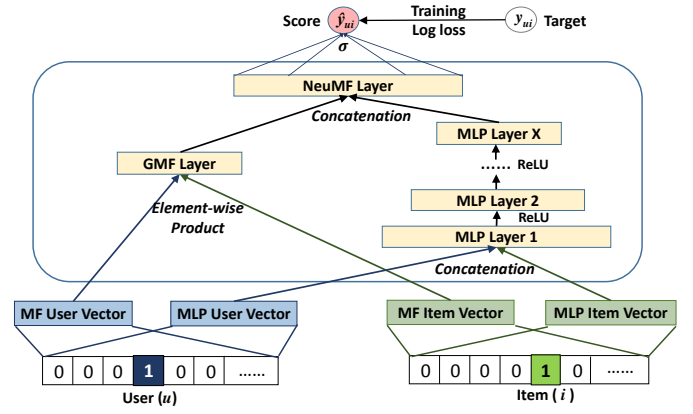 Score ŷui Training yui Target
Log loss
σ
NeuMF Layer
Concatenation
MLP Layer X
GMF Layer
...... ReLU
MLP Layer 2
Element-wise
Product
ReLU
MLP Layer 1
Concatenation
MF User Vector MLP User Vector MF Item Vector MLP Item Vector
0 0 0 1 0 0 ...... 0 0 0 0 1 0 ......
User (u) Item ( i )